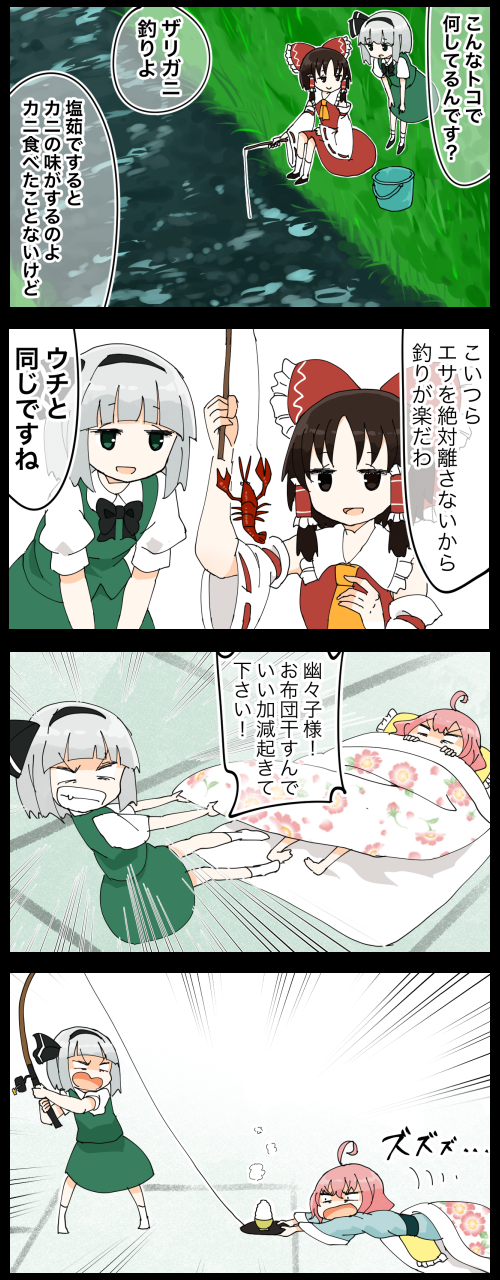 こんなトコで
何してるんです?
ザリガニ
釣りよ
塩茹ですると
カニの味がするのよ
カニ食べたことないけど
こいつら
エサを絶対離さないから
釣りが楽だわ
ウチと
同じですね
幽々子様!
お布団干すんで
いい加減起きて
下さい!
ズズズ...